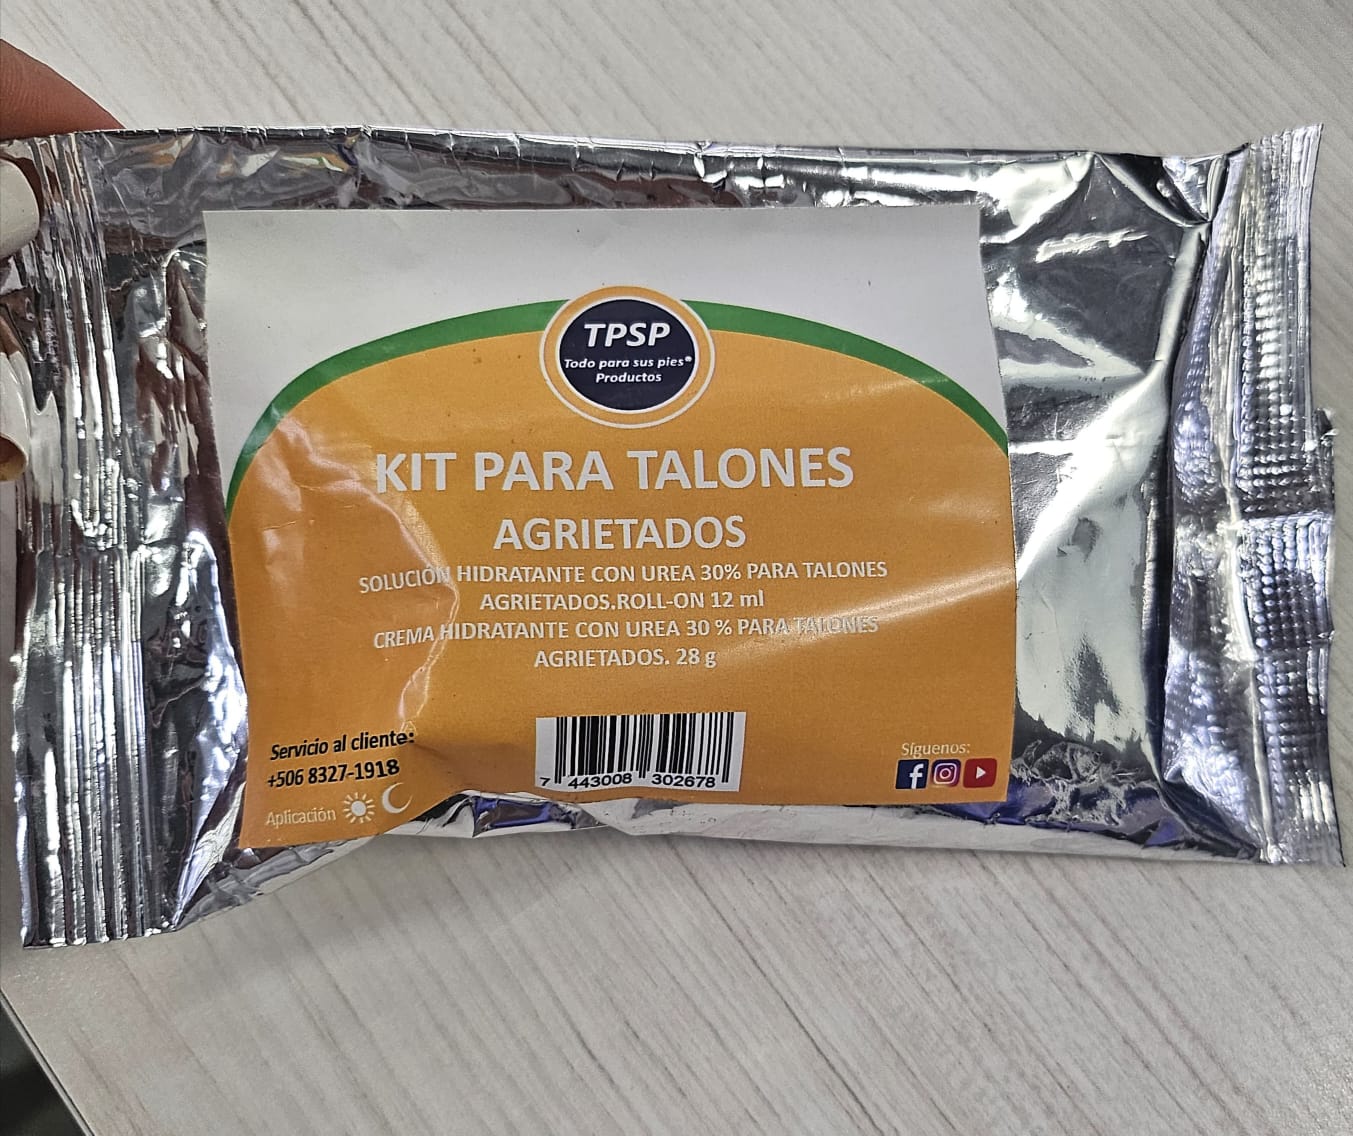 TPSP
Todo para sus pies®
Productos
KIT PARA TALONES
AGRIETADOS
SOLUCIÓN HIDRATANTE CON UREA 30% PARA TALONES
AGRIETADOS.ROLL-ON 12 ml
CREMA HIDRATANTE CON UREA 30 % PARA TALONES
AGRIETADOS. 28 g
Servicio al cliente:
+506 8327-1918
Aplicación
7 443008 302678
Síguenos: